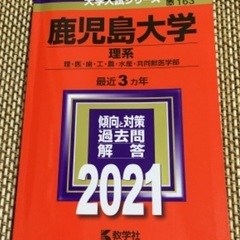 大学入試シリーズ
163
鹿児島大学
理系
理・医・歯・工・農・水産・共同獣医学部
最近3カ年
傾向と対策
過去問
解答
2021
教学社